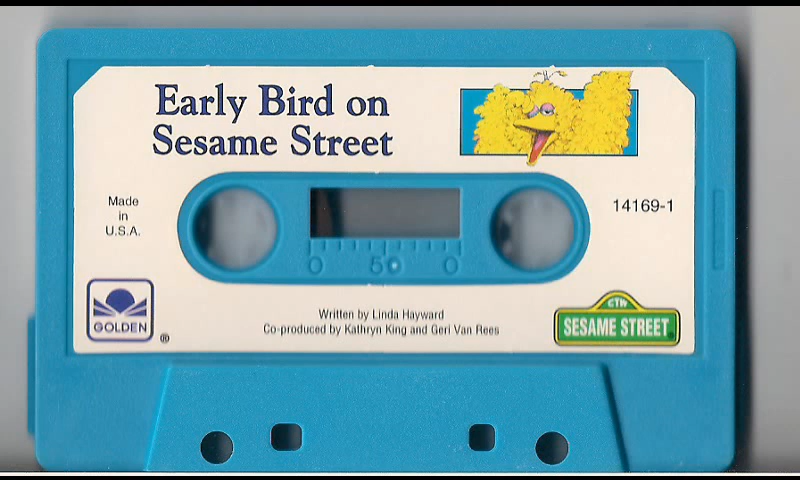 Early Bird on
Sesame Street
Made
in
U.S.A.
14169-1
0 50 0
GOLDEN
®
Written by Linda Hayward
Co-produced by Kathryn King and Geri Van Rees
CTW
SESAME STREET